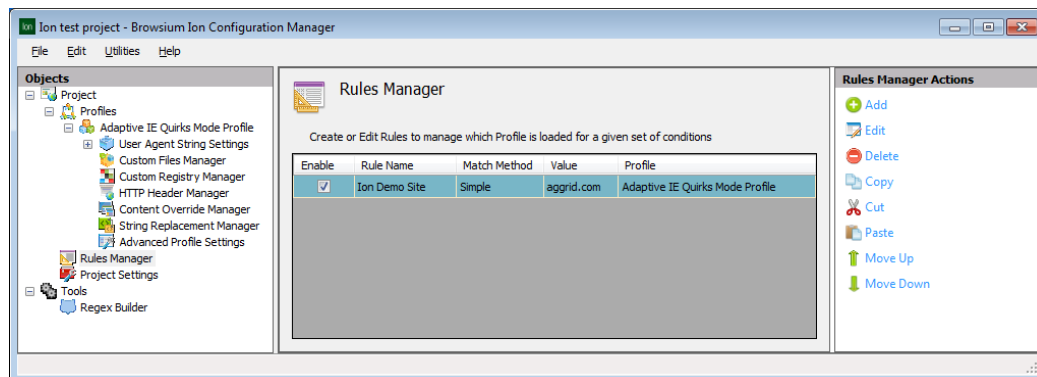 Ion Ion test project - Browsium Ion Configuration Manager
File Edit Utilities Help
Objects
Project
Profiles
Adaptive IE Quirks Mode Profile
User Agent String Settings
Custom Files Manager
Custom Registry Manager
HTTP Header Manager
Content Override Manager
String Replacement Manager
Advanced Profile Settings
Rules Manager
Project Settings
Tools
Regex Builder
Rules Manager
Create or Edit Rules to manage which Profile is loaded for a given set of conditions
Enable Rule Name Match Method Value Profile
Ion Demo Site Simple aggrid.com Adaptive IE Quirks Mode Profile
Rules Manager Actions
Add
Edit
Delete
Copy
Cut
Paste
Move Up
Move Down